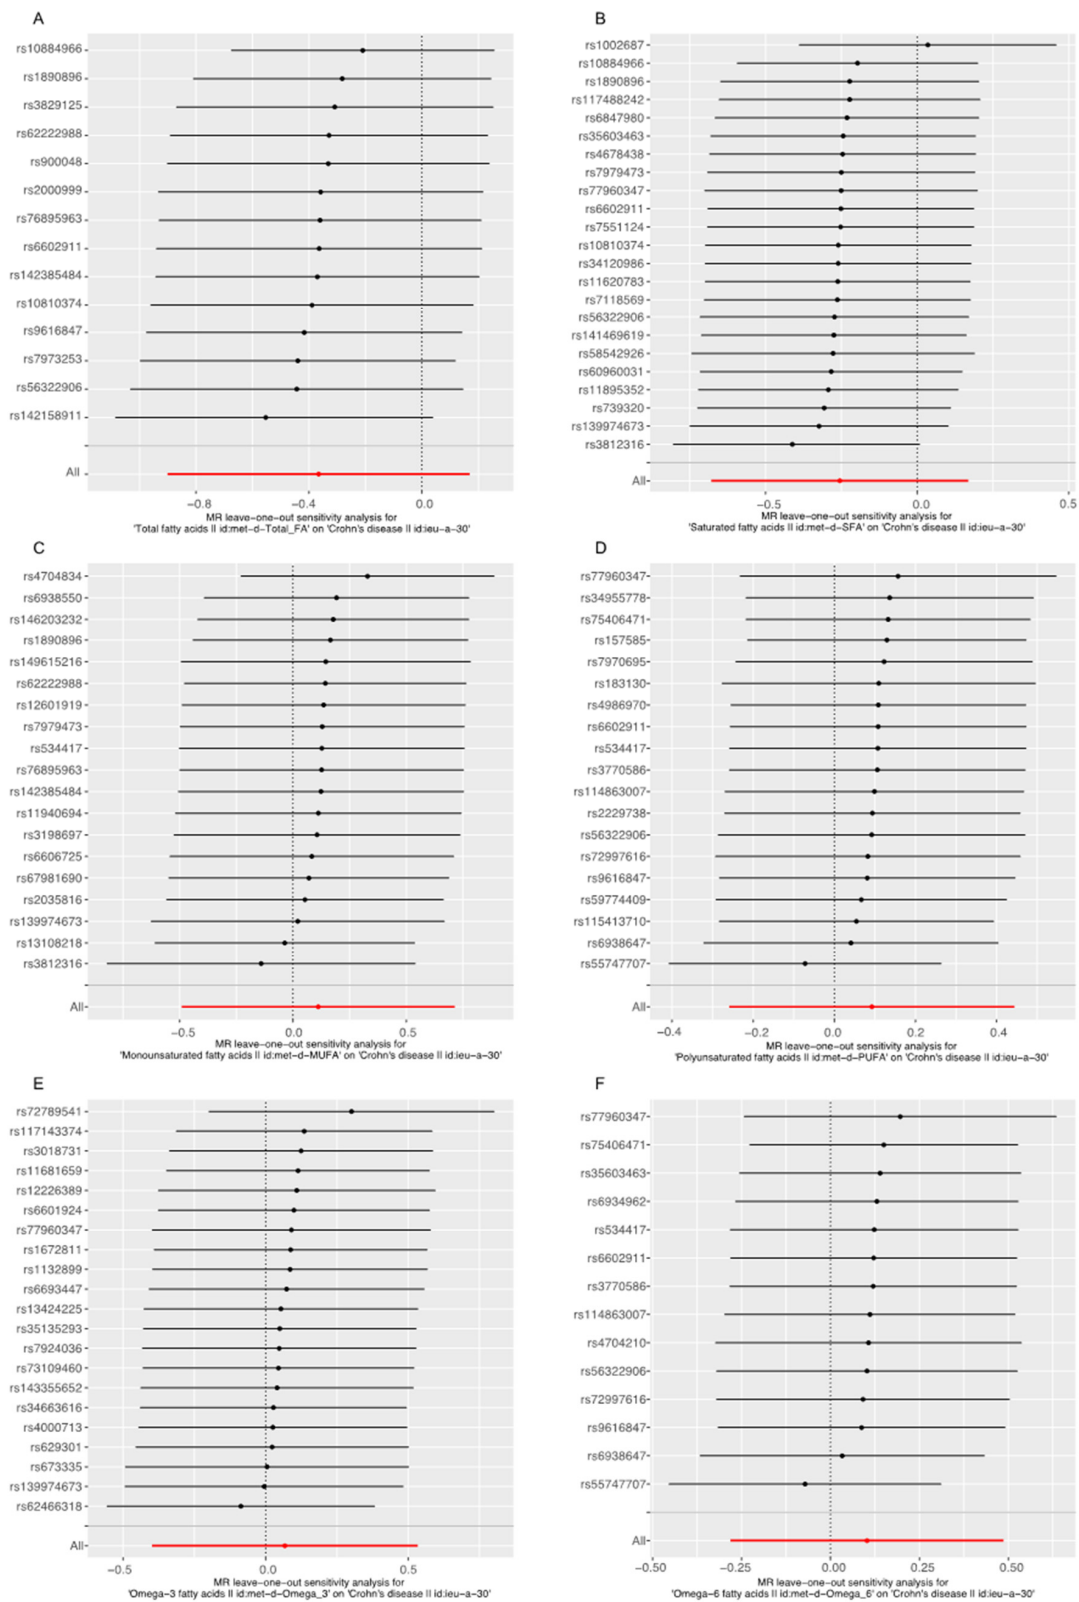 A
rs10884966
rs1890896
rs3829125
rs62222988
rs900048
rs2000999
rs76895963
rs6602911
rs142385484
rs10810374
rs9616847
rs7973253
rs56322906
rs142158911
All
−0.8 −0.4 0.0
MR leave−one−out sensitivity analysis for
'Total fatty acids || id:met−d−Total_FA' on 'Crohn's disease || id:ieu−a−30'
B
rs1002687
rs10884966
rs1890896
rs117488242
rs6847980
rs35603463
rs4678438
rs7979473
rs77960347
rs6602911
rs7551124
rs10810374
rs34120986
rs11620783
rs7118569
rs56322906
rs141469619
rs58542926
rs60960031
rs11895352
rs739320
rs139974673
rs3812316
All
−0.5 0.0 0.5
MR leave−one−out sensitivity analysis for
'Saturated fatty acids || id:met−d−SFA' on 'Crohn's disease || id:ieu−a−30'
C
rs4704834
rs6938550
rs146203232
rs1890896
rs149615216
rs62222988
rs12601919
rs7979473
rs534417
rs76895963
rs142385484
rs11940694
rs3198697
rs6606725
rs67981690
rs2035816
rs139974673
rs13108218
rs3812316
All
−0.5 0.0 0.5
MR leave−one−out sensitivity analysis for
'Monounsaturated fatty acids || id:met−d−MUFA' on 'Crohn's disease || id:ieu−a−30'
D
rs77960347
rs34955778
rs75406471
rs157585
rs7970695
rs183130
rs4986970
rs6602911
rs534417
rs3770586
rs114863007
rs2229738
rs56322906
rs72997616
rs9616847
rs59774409
rs115413710
rs6938647
rs55747707
All
−0.4 −0.2 0.0 0.2 0.4
MR leave−one−out sensitivity analysis for
'Polyunsaturated fatty acids || id:met−d−PUFA' on 'Crohn's disease || id:ieu−a−30'
E
rs72789541
rs117143374
rs3018731
rs11681659
rs12226389
rs6601924
rs77960347
rs1672811
rs1132899
rs6693447
rs13424225
rs35135293
rs7924036
rs73109460
rs143355652
rs34663616
rs4000713
rs629301
rs673335
rs139974673
rs62466318
All
−0.5 0.0 0.5
MR leave−one−out sensitivity analysis for
'Omega−3 fatty acids || id:met−d−Omega_3' on 'Crohn's disease || id:ieu−a−30'
F
rs77960347
rs75406471
rs35603463
rs6934962
rs534417
rs6602911
rs3770586
rs114863007
rs4704210
rs56322906
rs72997616
rs9616847
rs6938647
rs55747707
All
−0.50 −0.25 0.00 0.25 0.50
MR leave−one−out sensitivity analysis for
'Omega−6 fatty acids || id:met−d−Omega_6' on 'Crohn's disease || id:ieu−a−30'